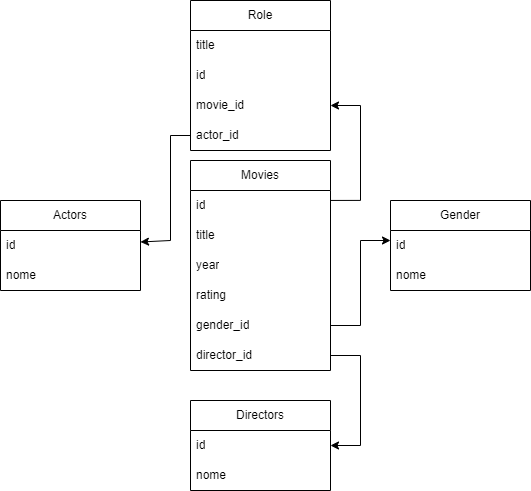 Role
title
id
movie_id
actor_id
Movies
id
title
year
rating
gender_id
director_id
Actors
id
nome
Gender
id
nome
Directors
id
nome